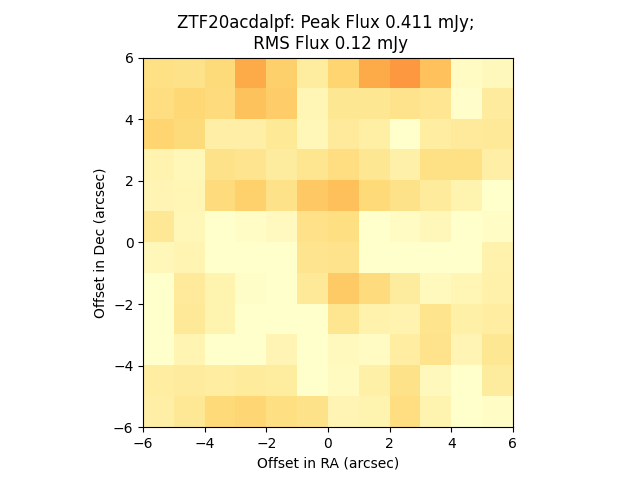 ZTF20acdalpf: Peak Flux 0.411 mJy;
RMS Flux 0.12 mJy
6
4
2
0
−2
−4
−6
Offset in Dec (arcsec)
−6 −4 −2 0 2 4 6
Offset in RA (arcsec)